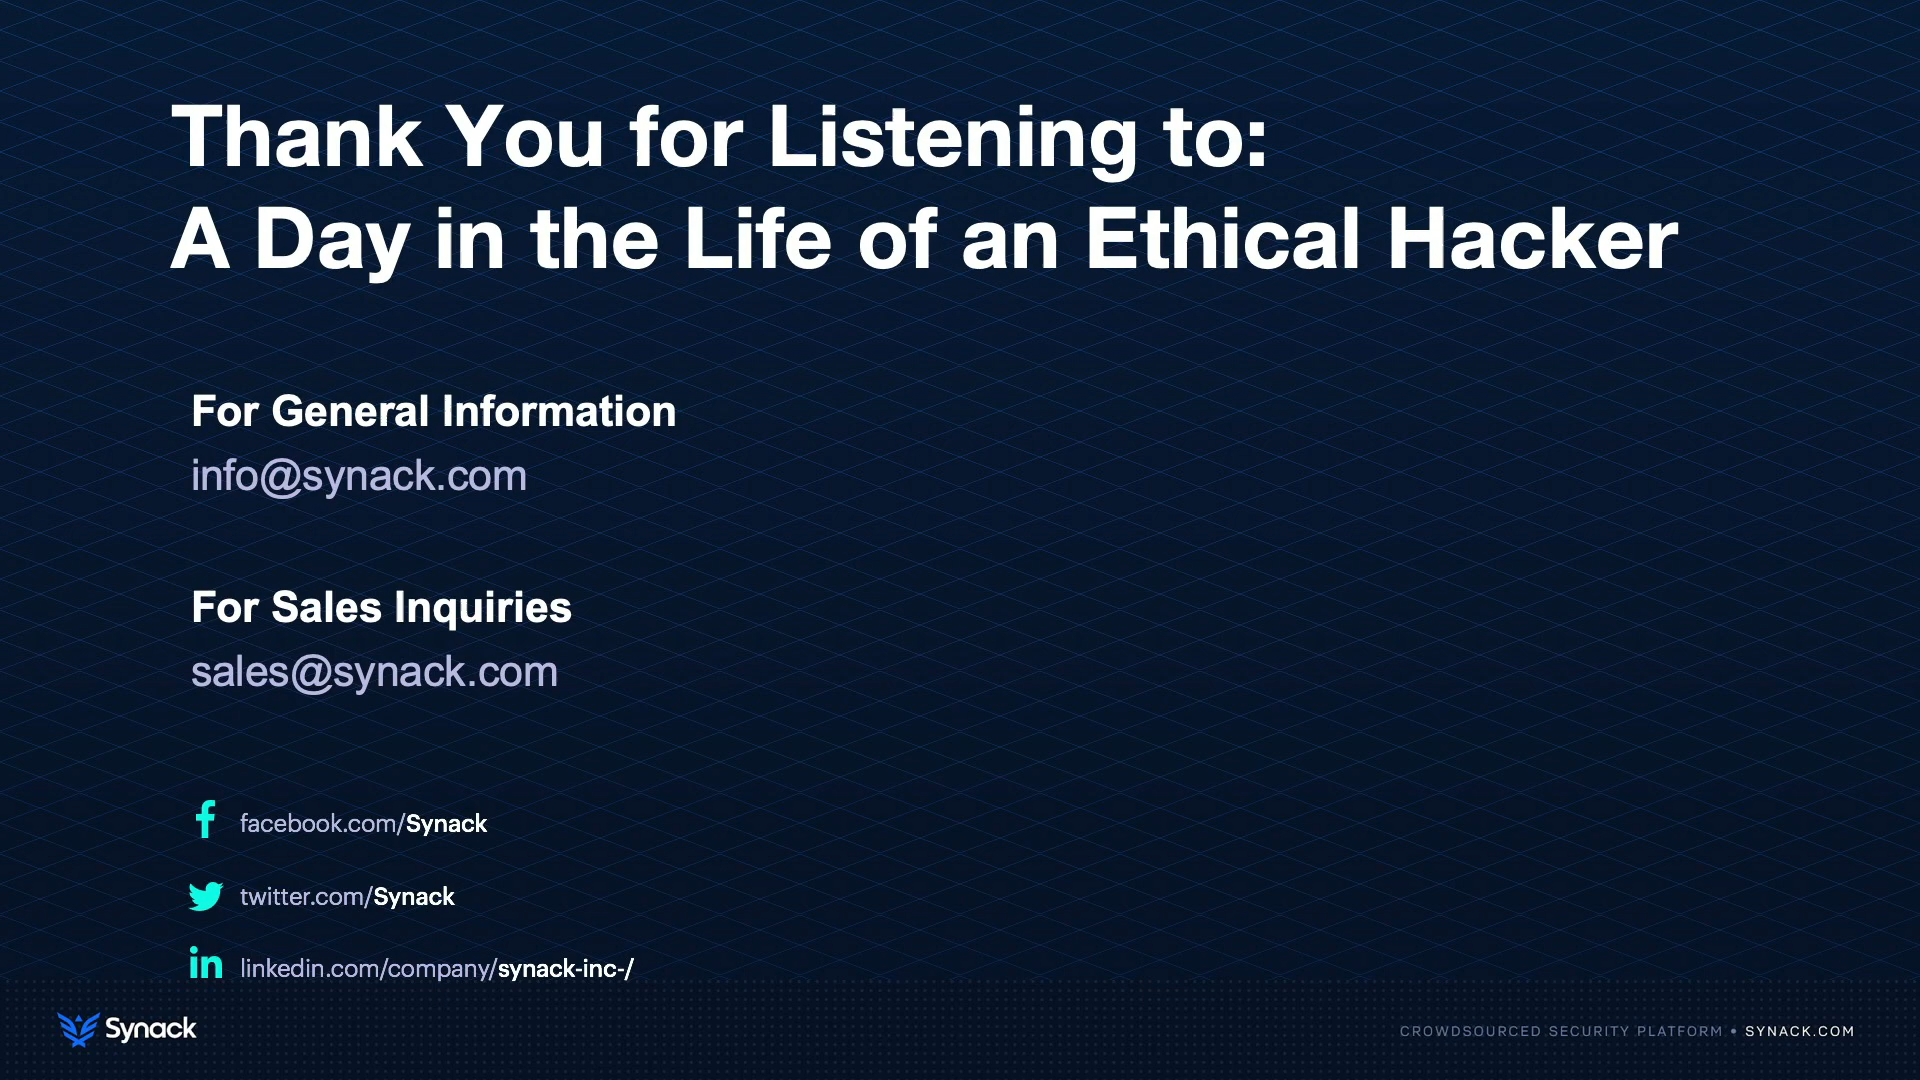 Thank You for Listening to:
A Day in the Life of an Ethical Hacker
For General Information
info@synack.com
For Sales Inquiries
sales@synack.com
facebook.com/Synack
twitter.com/Synack
linkedin.com/company/synack-inc-/
Synack
CROWDSOURCED SECURITY PLATFORM • SYNACK.COM